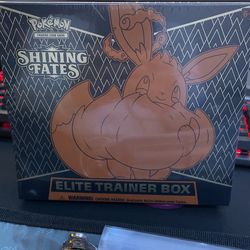 Pokémon
TRADING CARD GAME
SHINING
FATES
ELITE TRAINER BOX
WARNING: